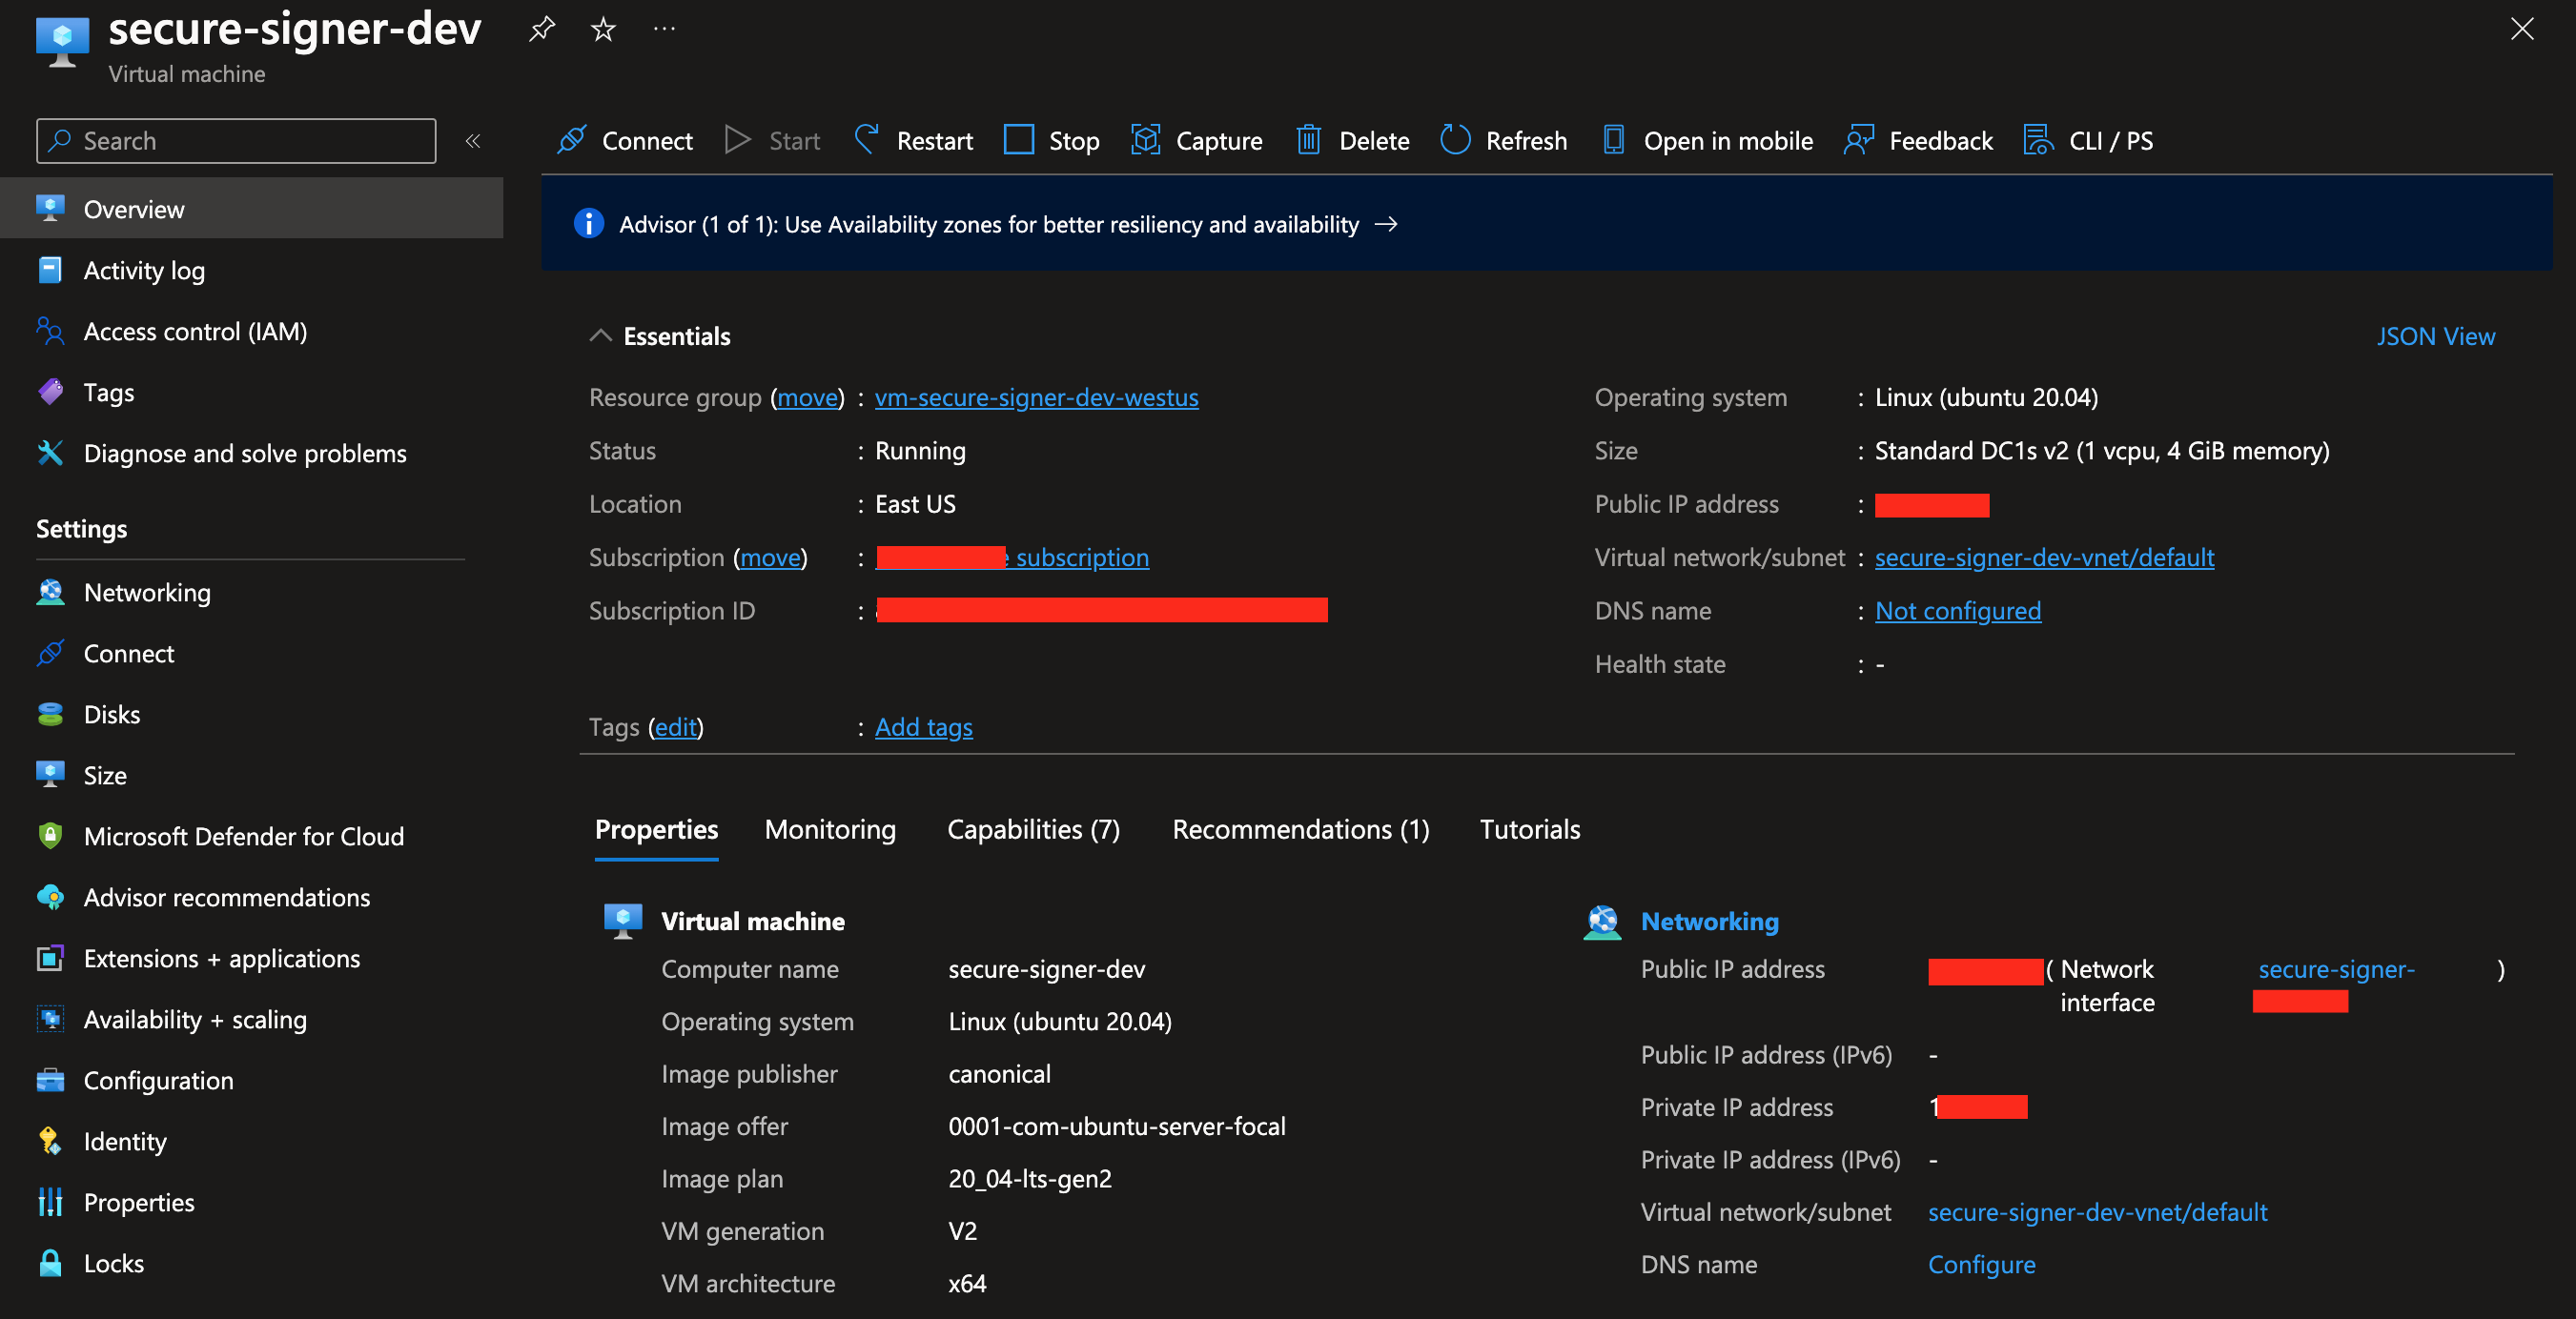 secure-signer-dev
Virtual machine
Search
Overview
Activity log
Access control (IAM)
Tags
Diagnose and solve problems
Settings
Networking
Connect
Disks
Size
Microsoft Defender for Cloud
Advisor recommendations
Extensions + applications
Availability + scaling
Configuration
Identity
Properties
Locks
Connect Start Restart Stop Capture Delete Refresh Open in mobile Feedback CLI / PS
Advisor (1 of 1): Use Availability zones for better resiliency and availability →
Essentials
JSON View
Resource group (move) : vm-secure-signer-dev-westus
Status : Running
Location : East US
Subscription (move) : subscription
Subscription ID :
Operating system : Linux (ubuntu 20.04)
Size : Standard DC1s v2 (1 vcpu, 4 GiB memory)
Public IP address :
Virtual network/subnet : secure-signer-dev-vnet/default
DNS name : Not configured
Health state : -
Tags (edit) : Add tags
Properties Monitoring Capabilities (7) Recommendations (1) Tutorials
Virtual machine
Computer name secure-signer-dev
Operating system Linux (ubuntu 20.04)
Image publisher canonical
Image offer 0001-com-ubuntu-server-focal
Image plan 20_04-lts-gen2
VM generation V2
VM architecture x64
Networking
Public IP address ( Network secure-signer- )
interface
Public IP address (IPv6) -
Private IP address 1
Private IP address (IPv6) -
Virtual network/subnet secure-signer-dev-vnet/default
DNS name Configure